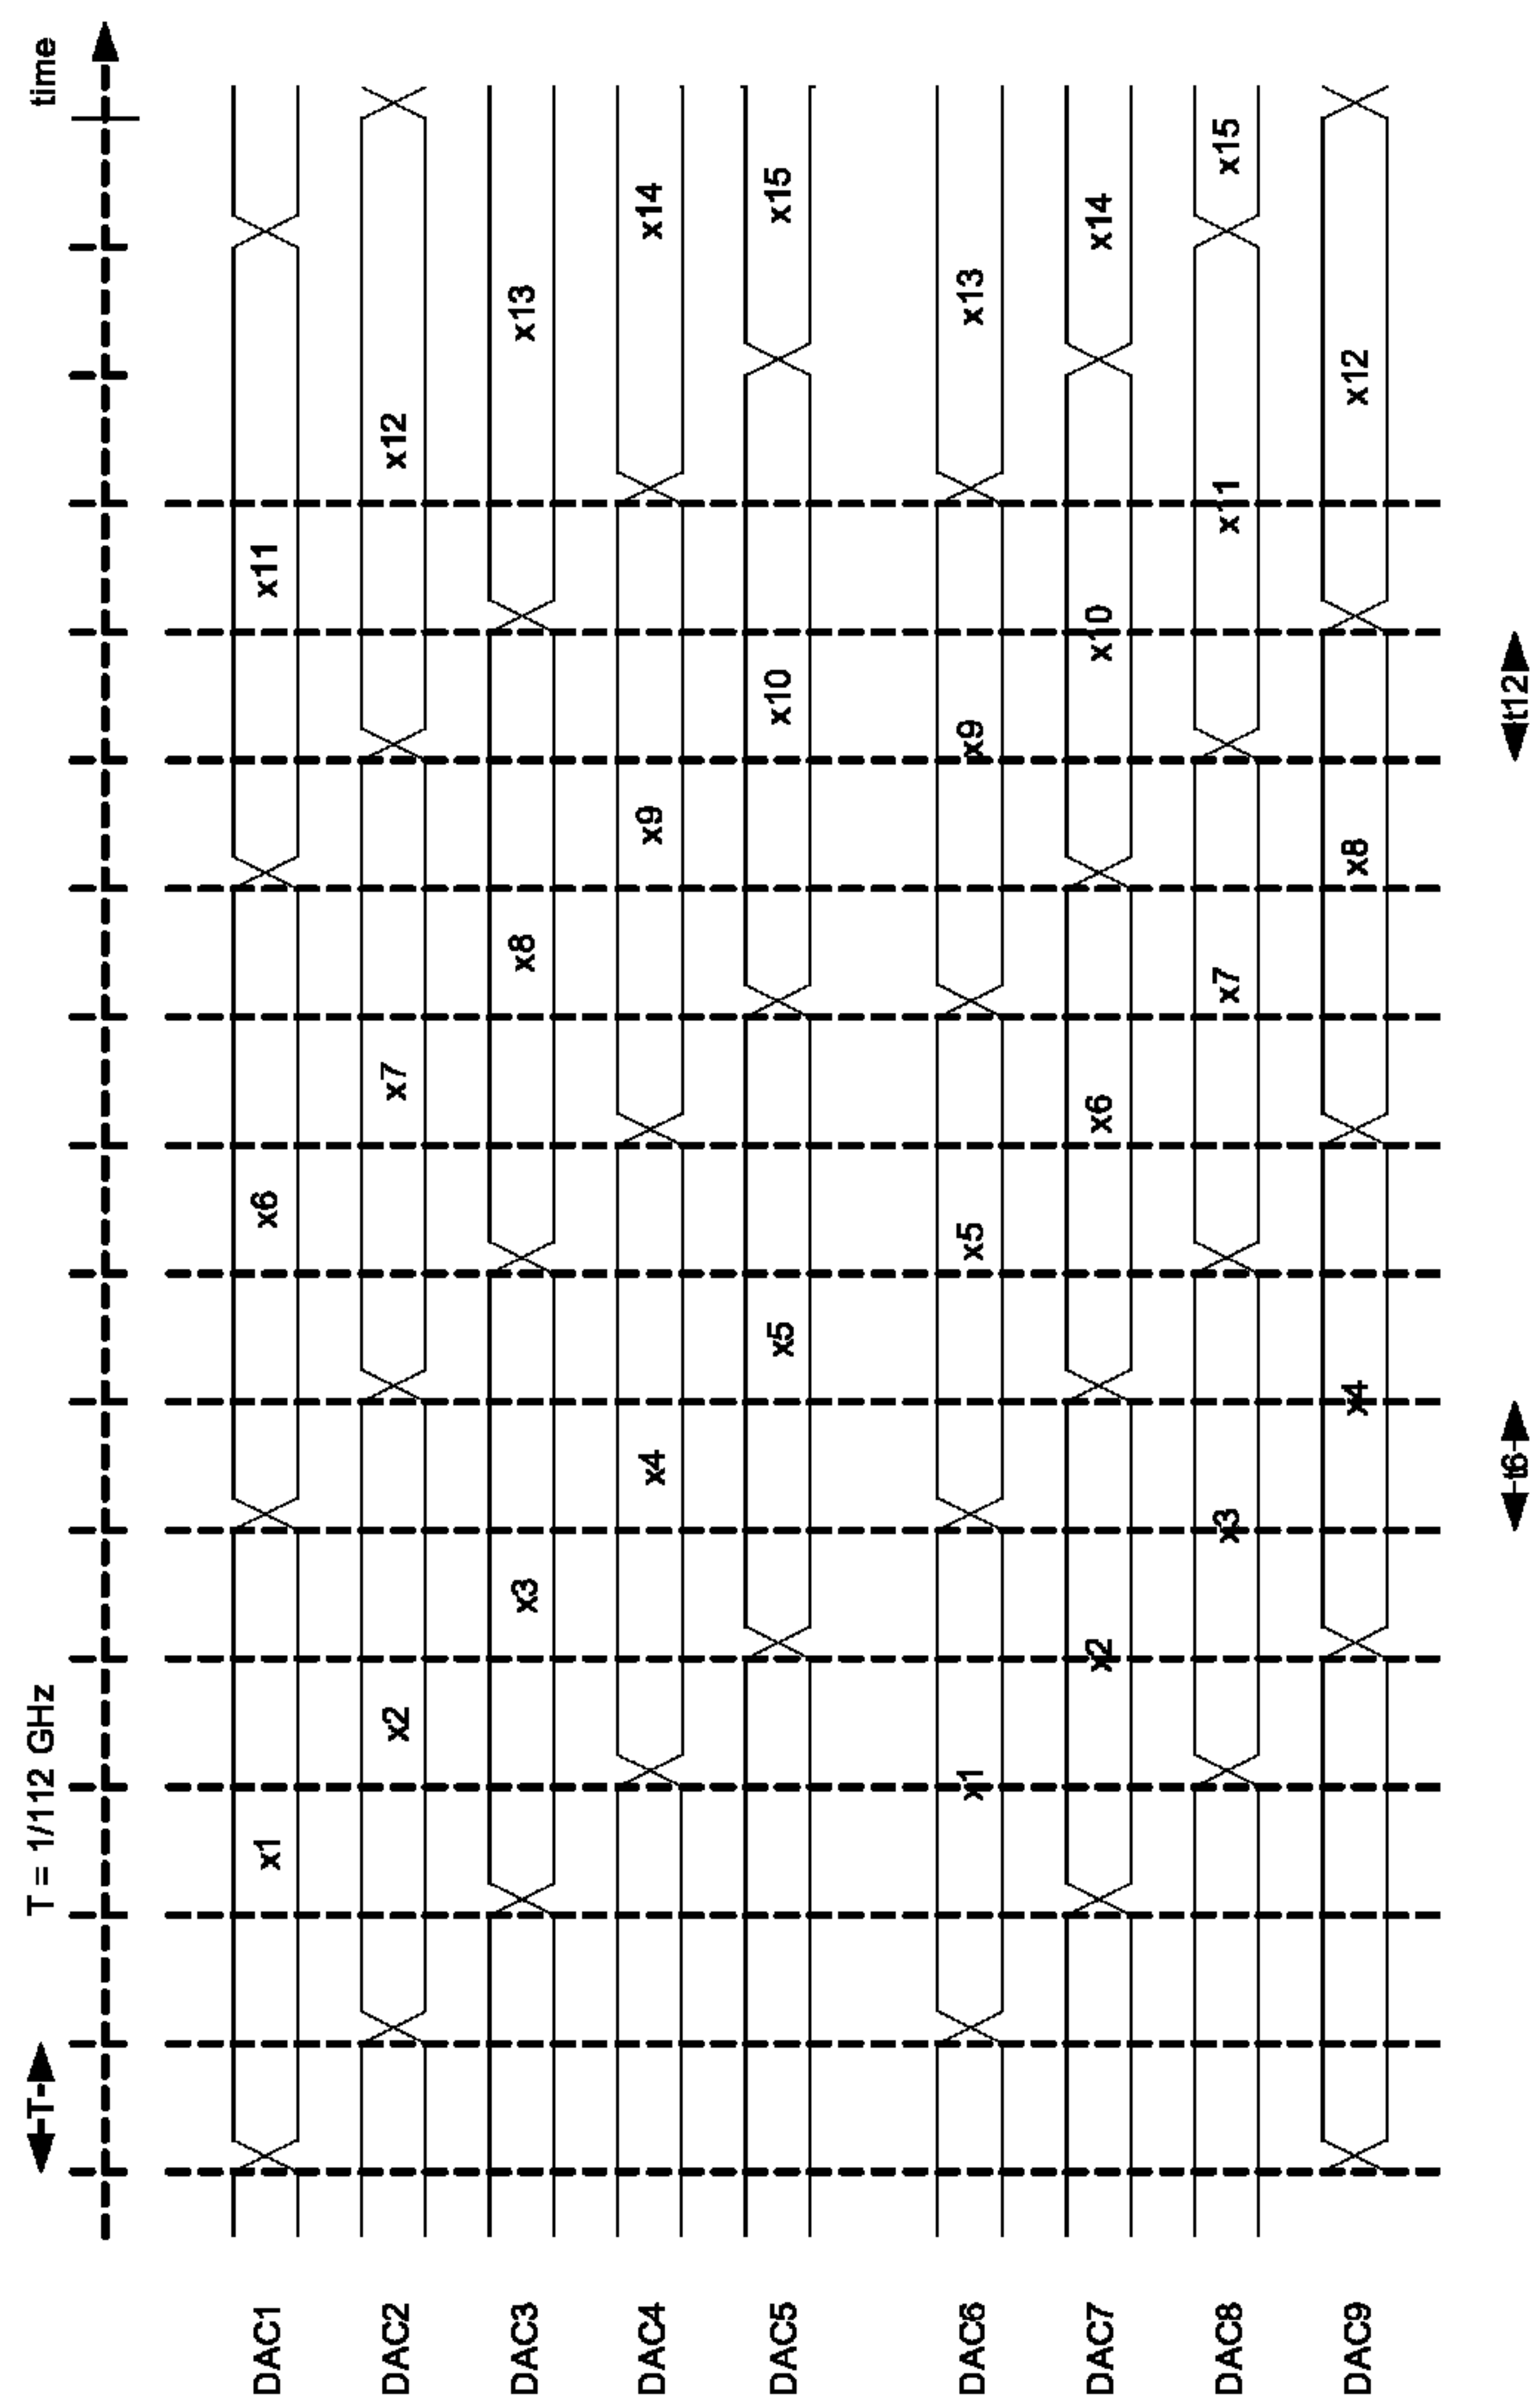 T = 1/112 GHz
time
T
DAC1 x1 x6 x11
DAC2 x2 x7 x12
DAC3 x3 x8 x13
DAC4 x4 x9 x14
DAC5 x5 x10 x15
DAC6 x1 x5 x9 x13
DAC7 x2 x6 x10 x14
DAC8 x3 x7 x11 x15
DAC9 x4 x8 x12
t6 t12